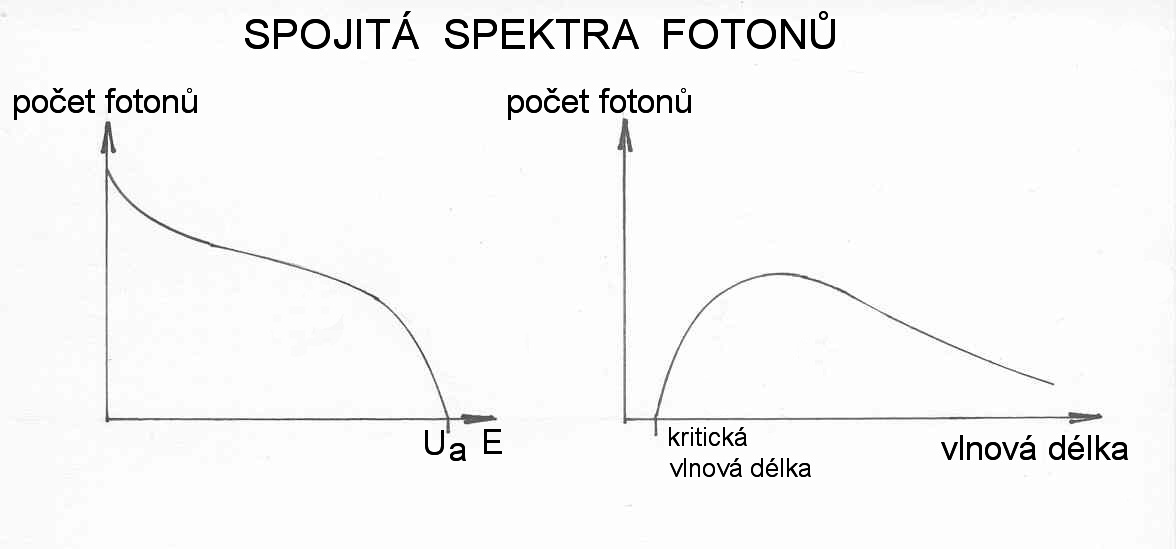 SPOJITÁ SPEKTRA FOTONŮ
počet fotonů
počet fotonů
Ua E
kritická
vlnová délka
vlnová délka